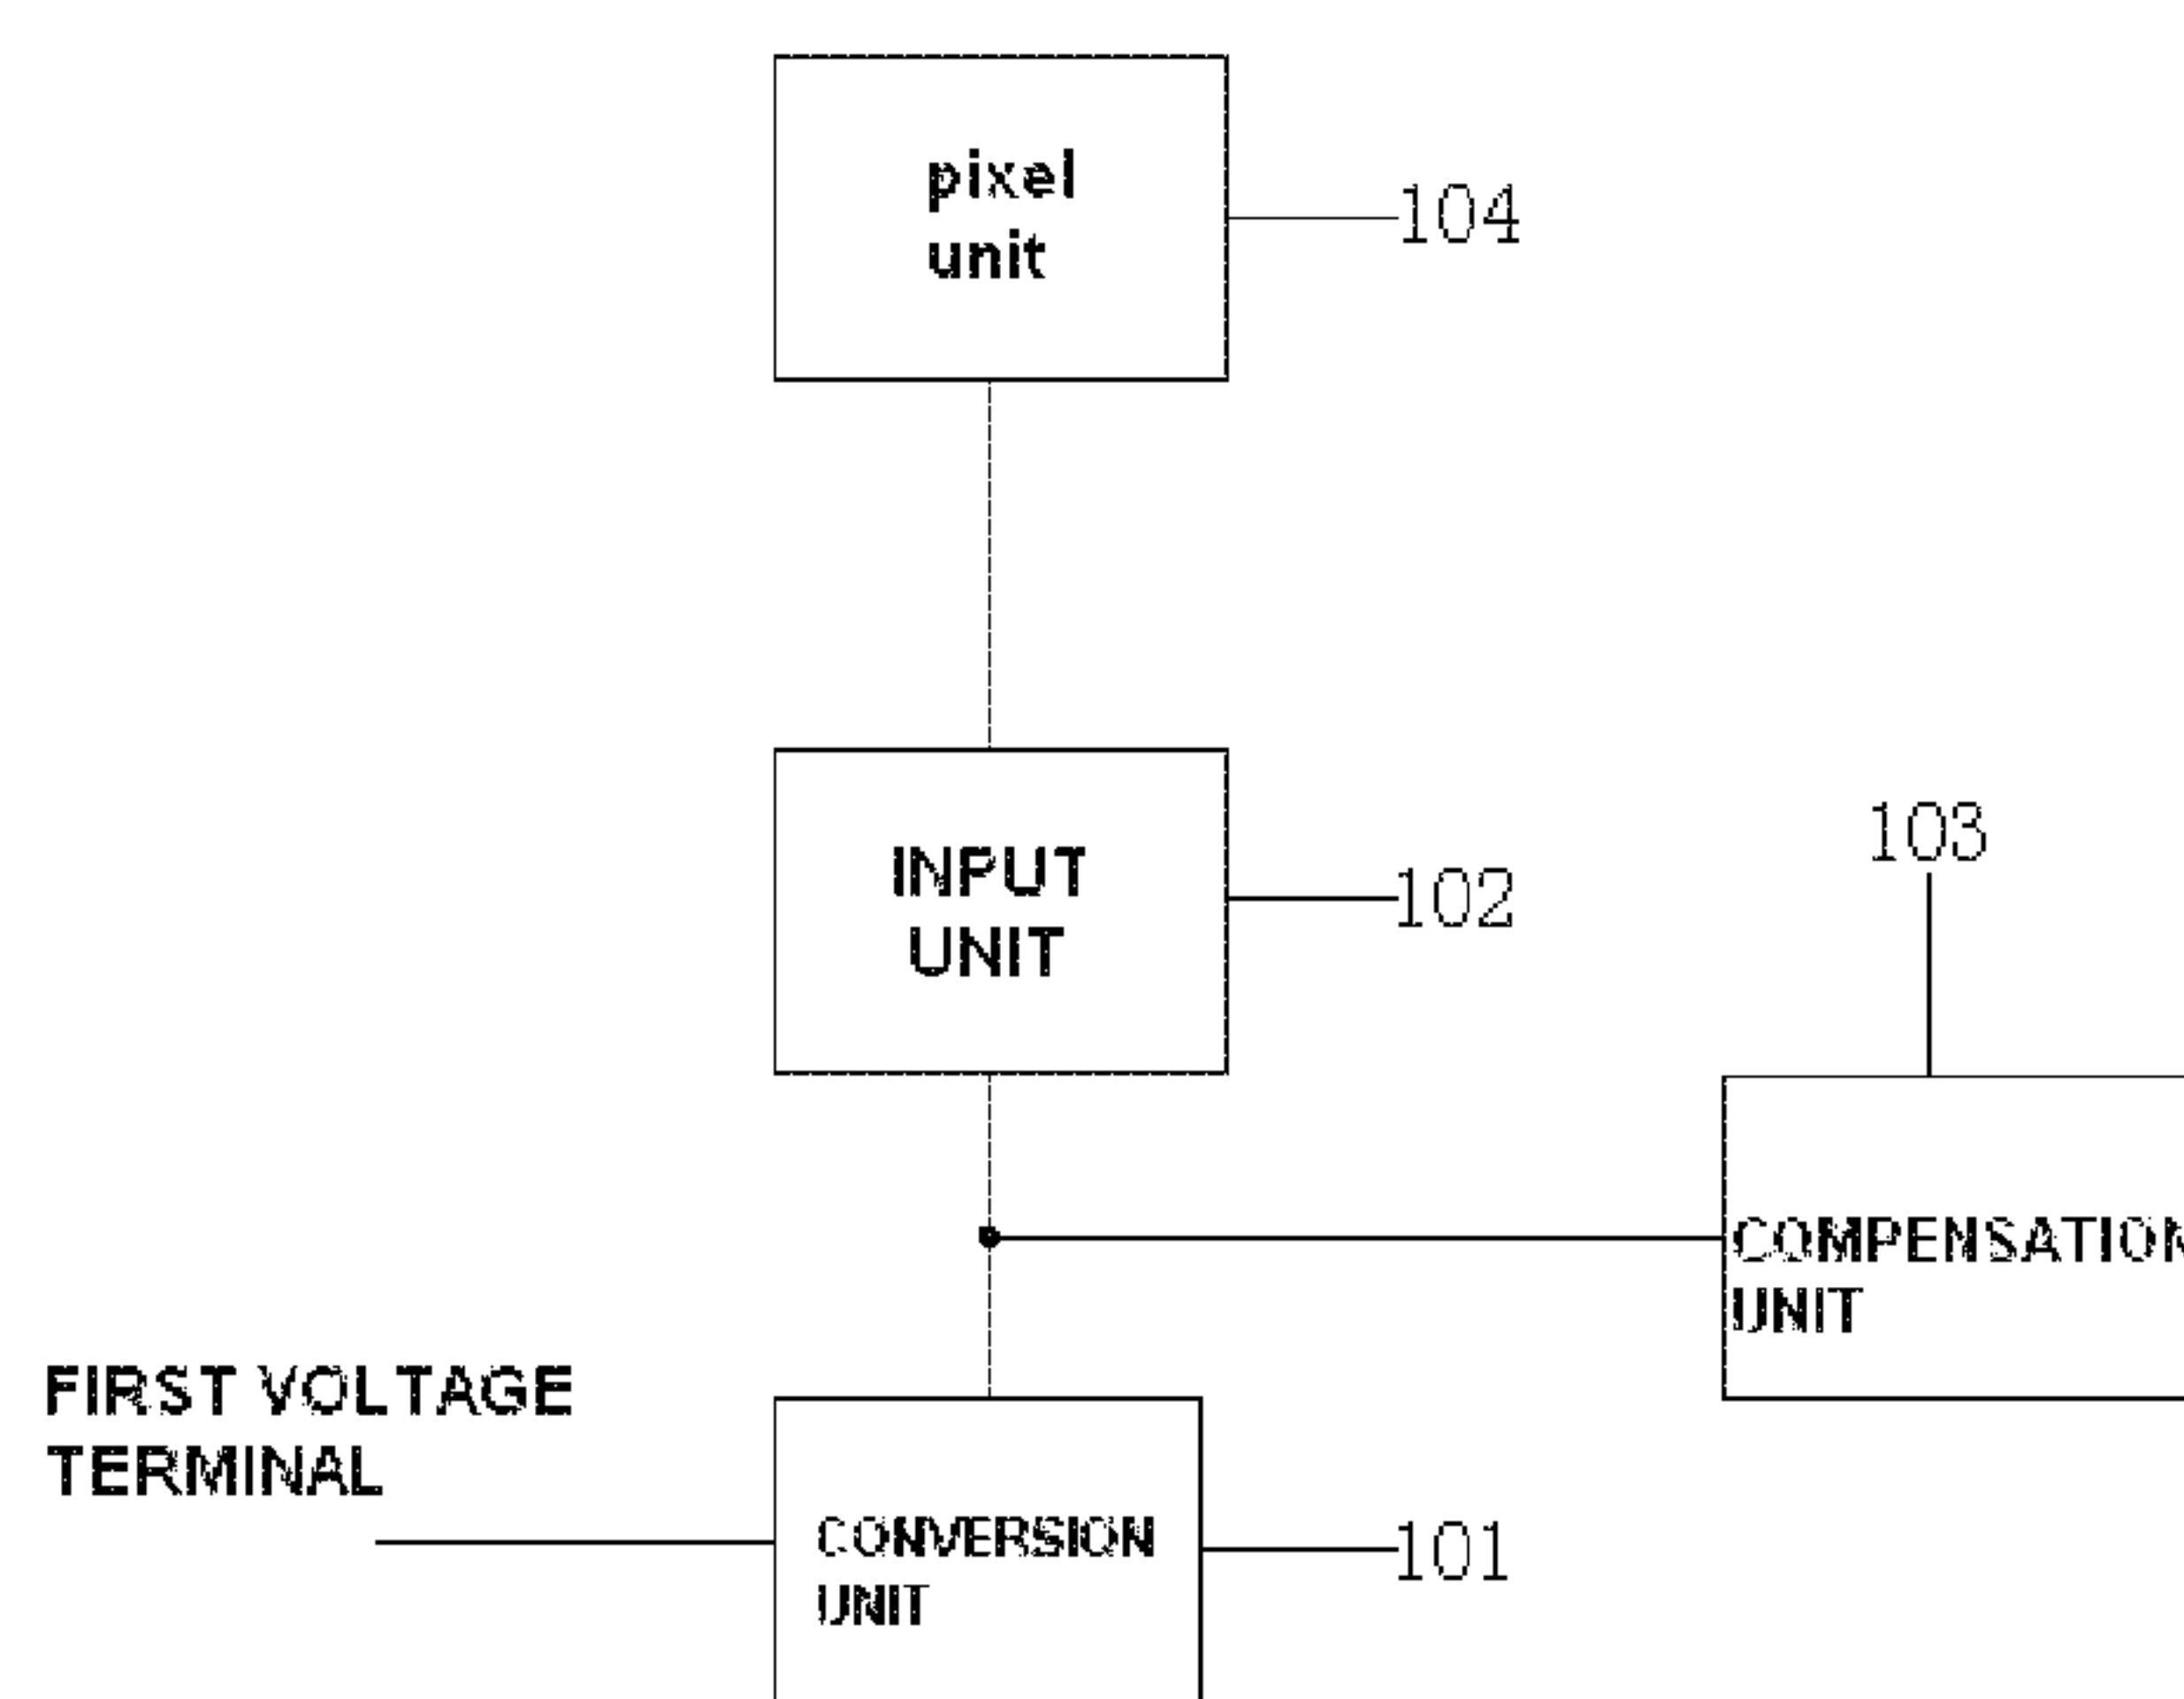 pixel
unit
104
INPUT
UNIT
102
103
COMPENSATION
UNIT
FIRST VOLTAGE
TERMINAL
CONVERSION
UNIT
101